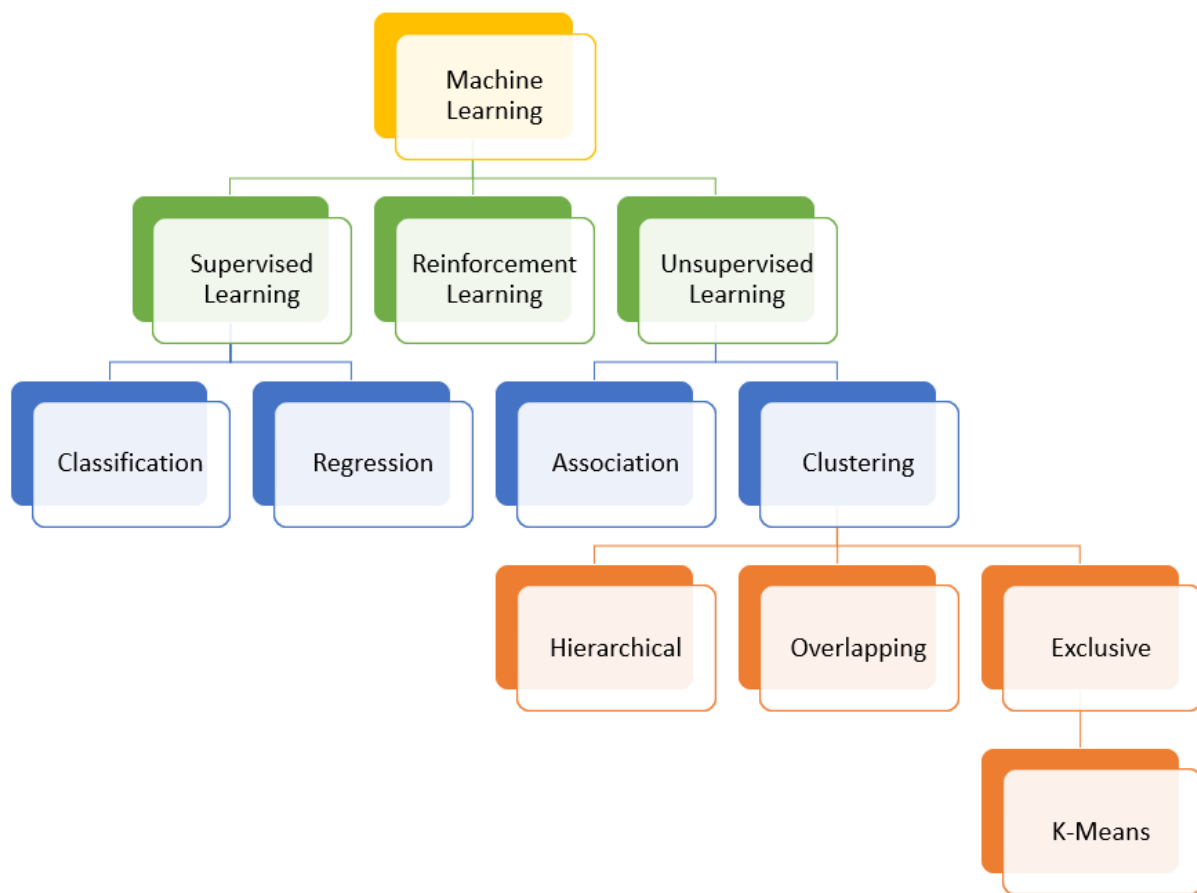 Machine
Learning
Supervised
Learning
Reinforcement
Learning
Unsupervised
Learning
Classification
Regression
Association
Clustering
Hierarchical
Overlapping
Exclusive
K-Means